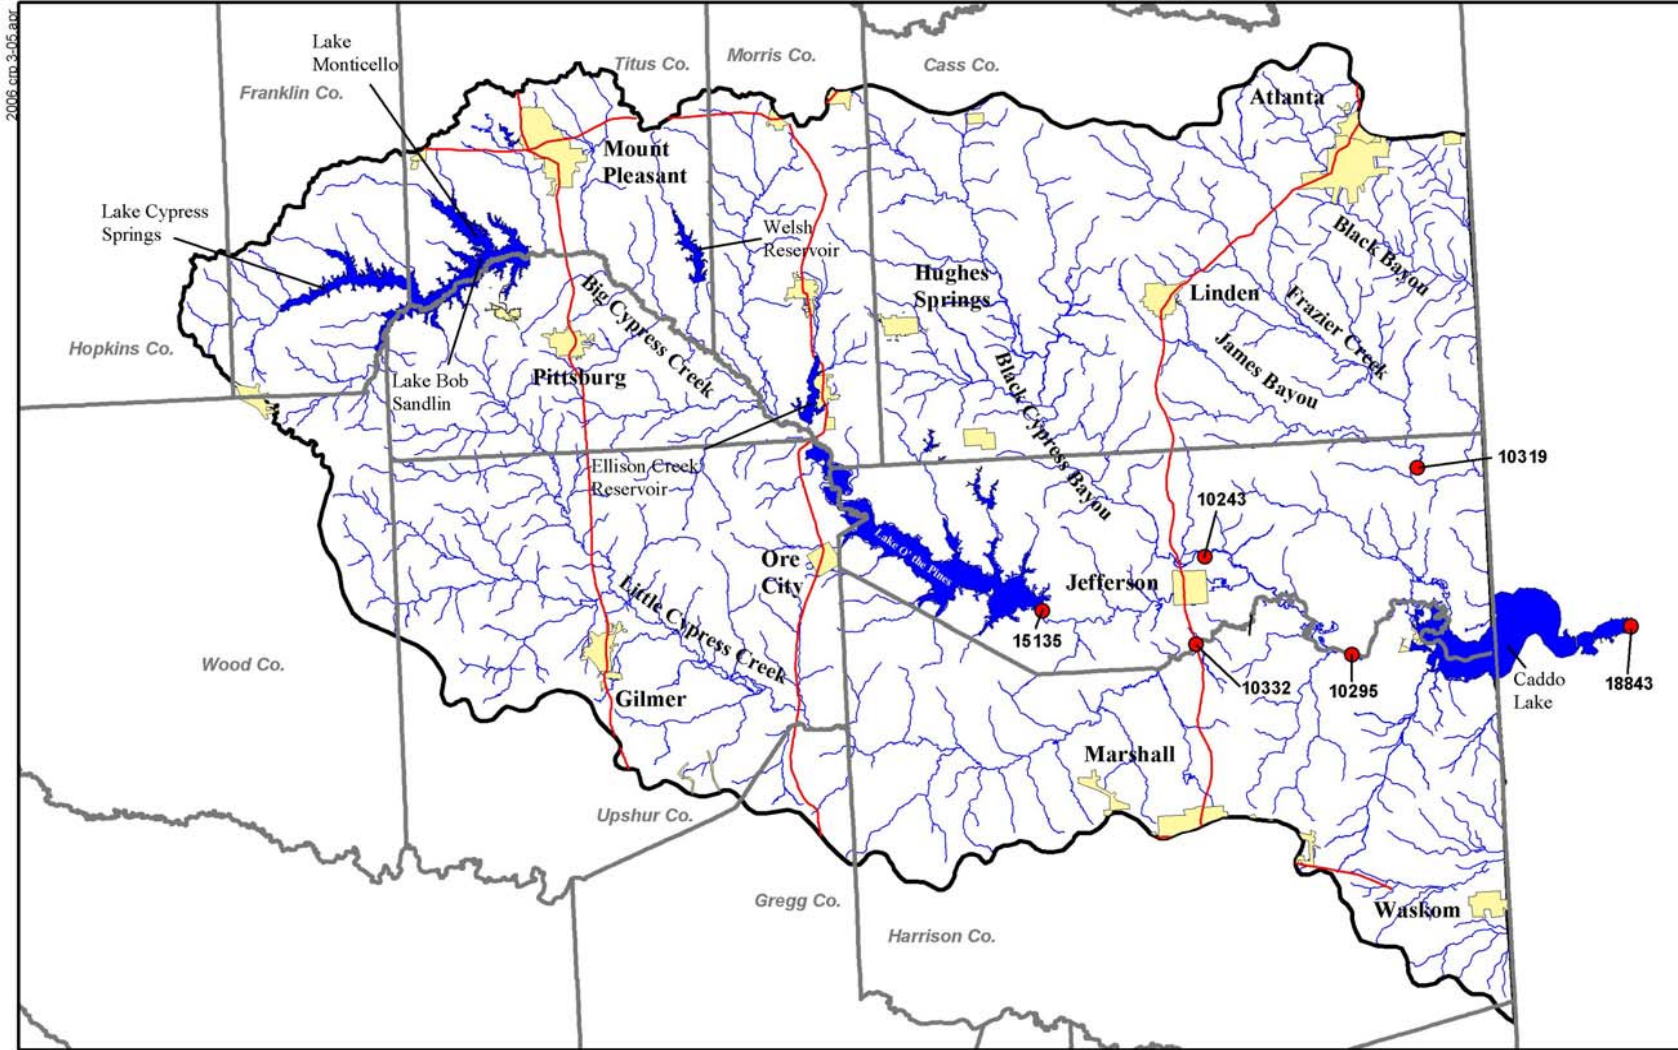 2006 crp 3-05.apr
Lake
Monticello
Franklin Co.
Titus Co.
Morris Co.
Cass Co.
Atlanta
Mount
Pleasant
Lake Cypress
Springs
Welsh
Reservoir
Black Bayou
Hughes
Springs
Linden
Big Cypress Creek
Frazier Creek
Hopkins Co.
James Bayou
Lake Bob
Sandlin
Pittsburg
Black Cypress Bayou
Ellison Creek
Reservoir
10319
10243
Lake O' the Pines
Ore
City
Jefferson
Little Cypress Creek
15135
Wood Co.
10332
10295
Caddo
Lake
18843
Gilmer
Marshall
Upshur Co.
Gregg Co.
Waskom
Harrison Co.